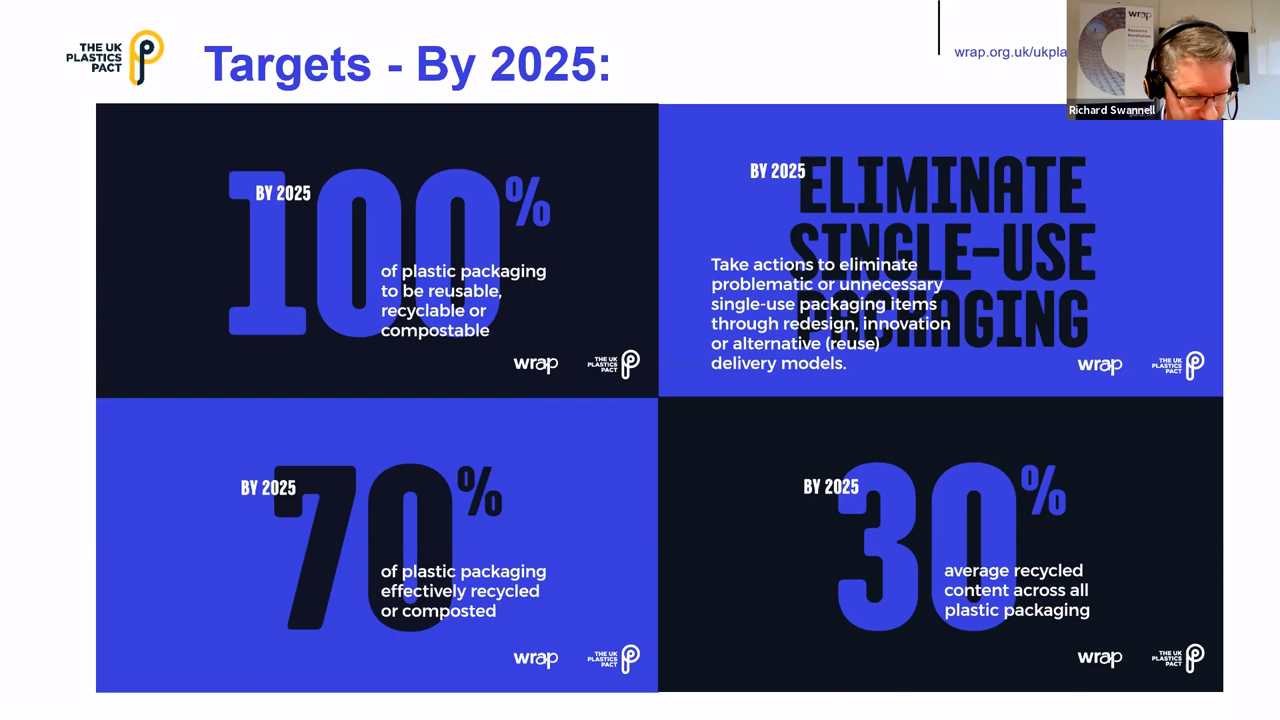 THE UK
PLASTICS
PACT
Targets - By 2025:
wrap.org.uk/ukpla
wrap
Richard Swannell
BY 2025
100%
of plastic packaging
to be reusable,
recyclable or
compostable
wrap
THE UK
PLASTICS
PACT
BY 2025
ELIMINATE
SINGLE-USE
PACKAGING
Take actions to eliminate
problematic or unnecessary
single-use packaging items
through redesign, innovation
or alternative (reuse)
delivery models.
wrap
THE UK
PLASTICS
PACT
BY 2025
70%
of plastic packaging
effectively recycled
or composted
wrap
THE UK
PLASTICS
PACT
BY 2025
30%
average recycled
content across all
plastic packaging
wrap
THE UK
PLASTICS
PACT